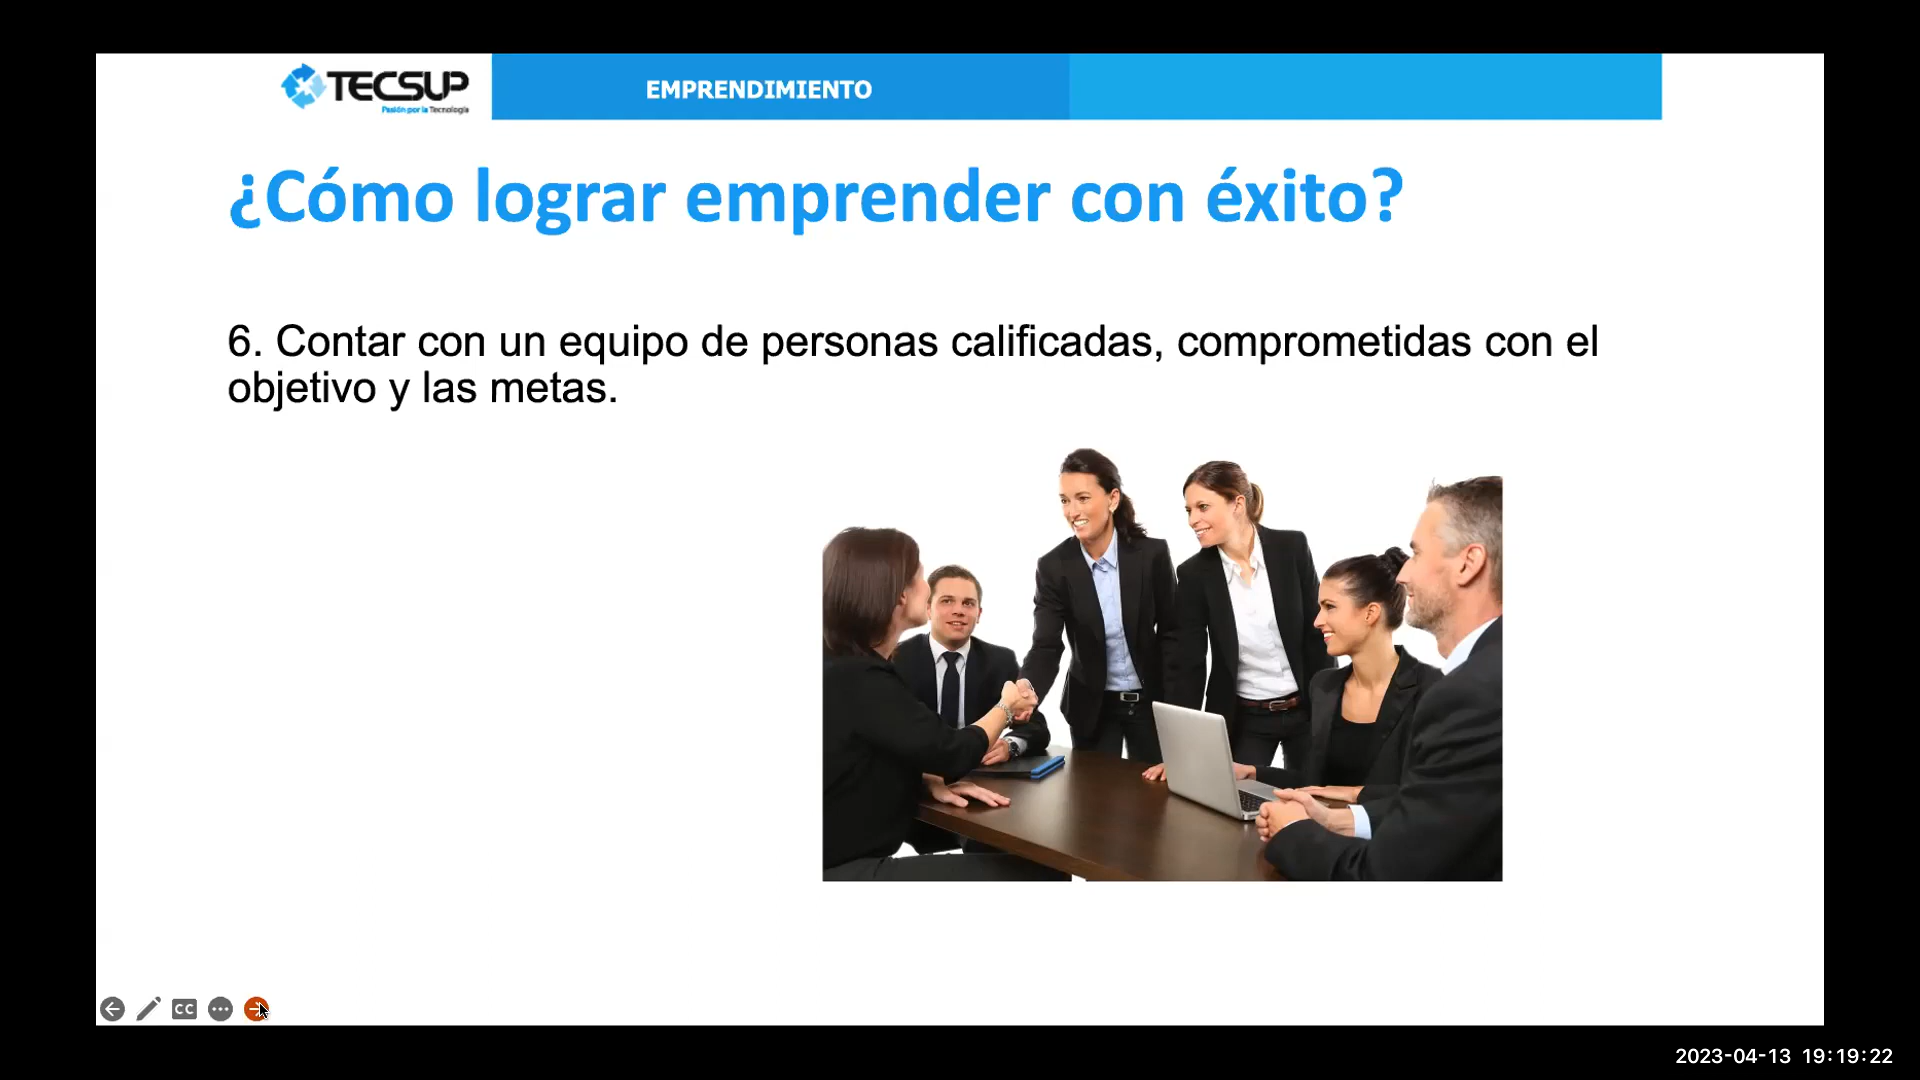 TECSUP
Pasión por la Tecnología
EMPRENDIMIENTO
¿Cómo lograr emprender con éxito?
6. Contar con un equipo de personas calificadas, comprometidas con el
objetivo y las metas.
CC
2023-04-13 19:19:22